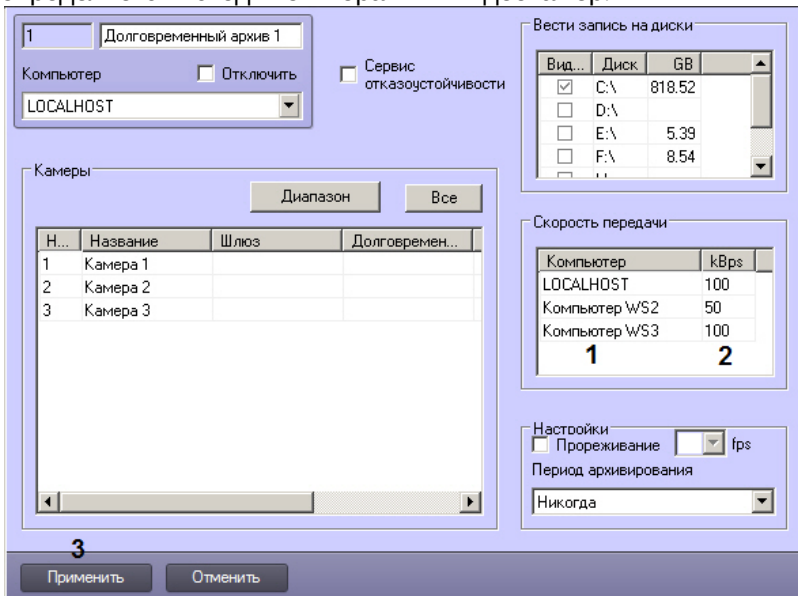 1 Долговременный архив 1
Компьютер Отключить
LOCALHOST
Сервис
отказоустойчивости
Вести запись на диски
Вид... Диск GB
C:\ 818.52
D:\
E:\ 5.39
F:\ 8.54
Камеры
Диапазон Все
Н... Название Шлюз Долговремен...
1 Камера 1
2 Камера 2
3 Камера 3
Скорость передачи
Компьютер kBps
LOCALHOST 100
Компьютер WS2 50
Компьютер WS3 100
1 2
Настройки
Прореживание fps
Период архивирования
Никогда
3
Применить Отменить